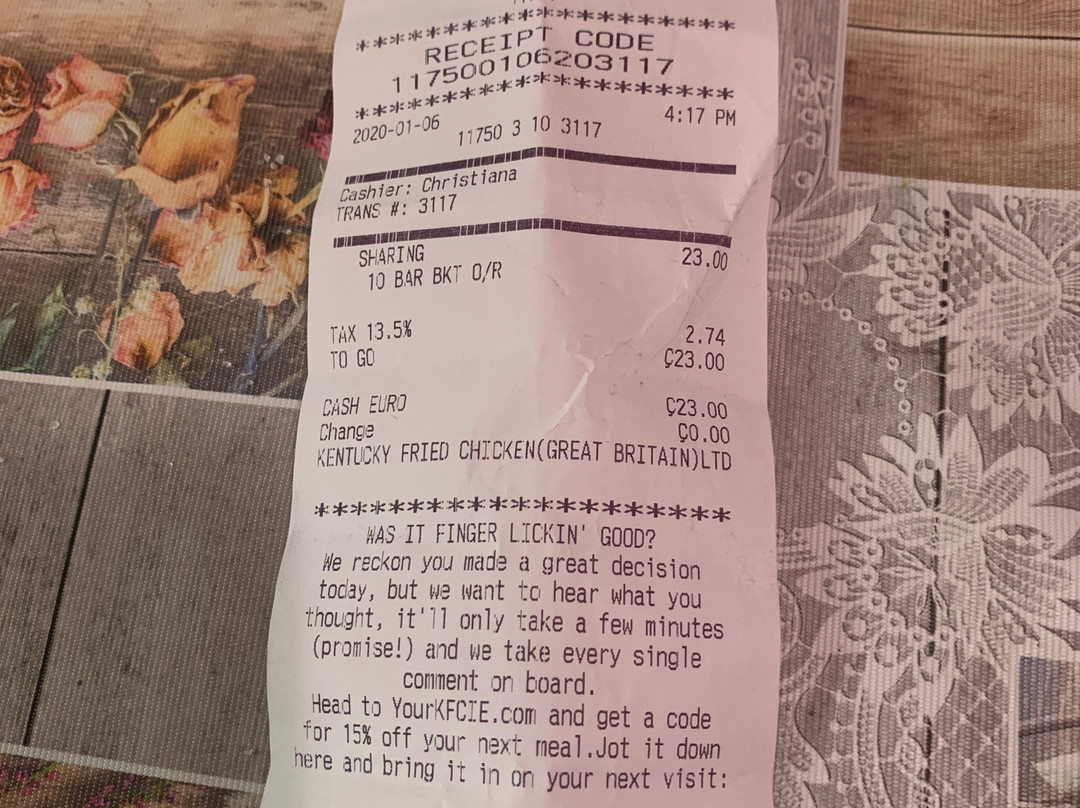 ********************
RECEIPT CODE
117500106203117
********************
2020-01-06 4:17 PM
11750 3 10 3117
Cashier: Christiana
TRANS #: 3117
SHARING 23.00
10 BAR BKT O/R
TAX 13.5% 2.74
TO GO Ç23.00
CASH EURO Ç23.00
Change Ç0.00
KENTUCKY FRIED CHICKEN(GREAT BRITAIN)LTD
********************
WAS IT FINGER LICKIN' GOOD?
We reckon you made a great decision
today, but we want to hear what you
thought, it'll only take a few minutes
(promise!) and we take every single
comment on board.
Head to YourKFCIE.com and get a code
for 15% off your next meal.Jot it down
here and bring it in on your next visit: